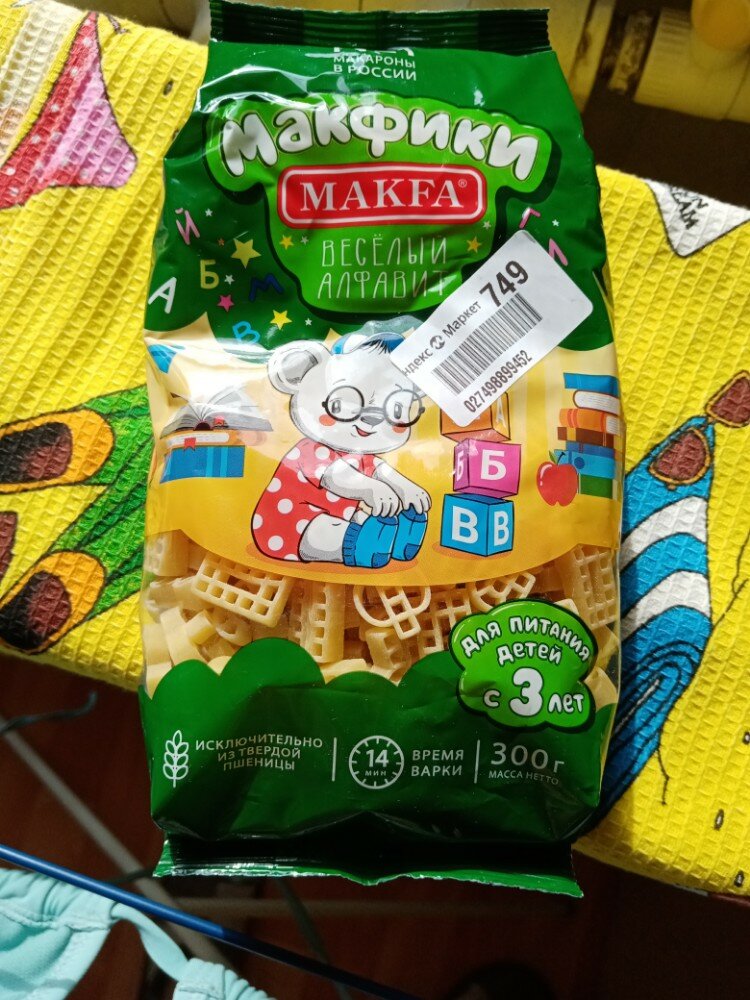 МАКАРОНЫ
В РОССИИ
Макфики
MAKFA®
ВЕСЁЛЫЙ
АЛФАВИТ
Й
Г
Л
А
Б
М
В
ндекс Маркет 749
027498899452
А
Б Б
В В
Для питания
детей
с 3 лет
ИСКЛЮЧИТЕЛЬНО
ИЗ ТВЕРДОЙ
ПШЕНИЦЫ
14
МИН
ВРЕМЯ
ВАРКИ
300 г
МАССА НЕТТО